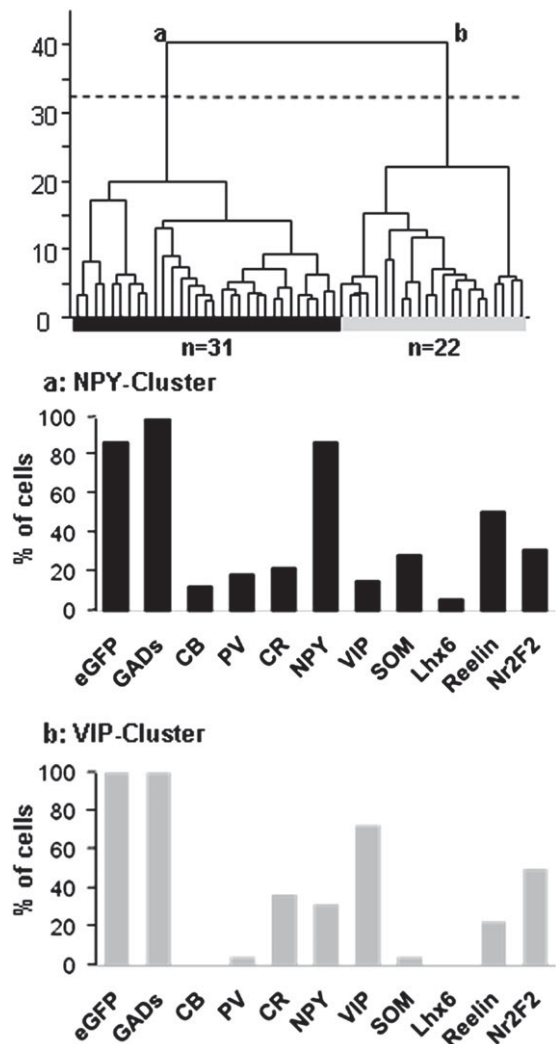 a b
40
30
20
10
0
n=31 n=22
a: NPY-Cluster
% of cells
100
80
60
40
20
0
eGFP GADs CB PV CR NPY VIP SOM Lhx6 Reelin Nr2F2
b: VIP-Cluster
% of cells
100
80
60
40
20
0
eGFP GADs CB PV CR NPY VIP SOM Lhx6 Reelin Nr2F2